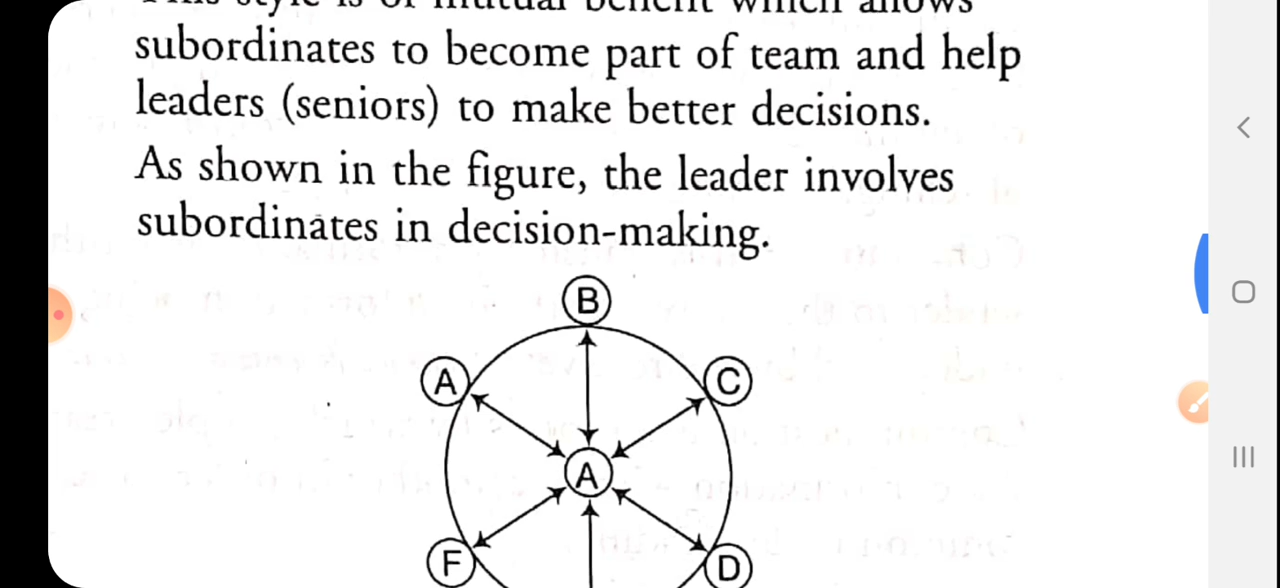 subordinates to become part of team and help
leaders (seniors) to make better decisions.
As shown in the figure, the leader involves
subordinates in decision-making.
B
A
C
A
F
D